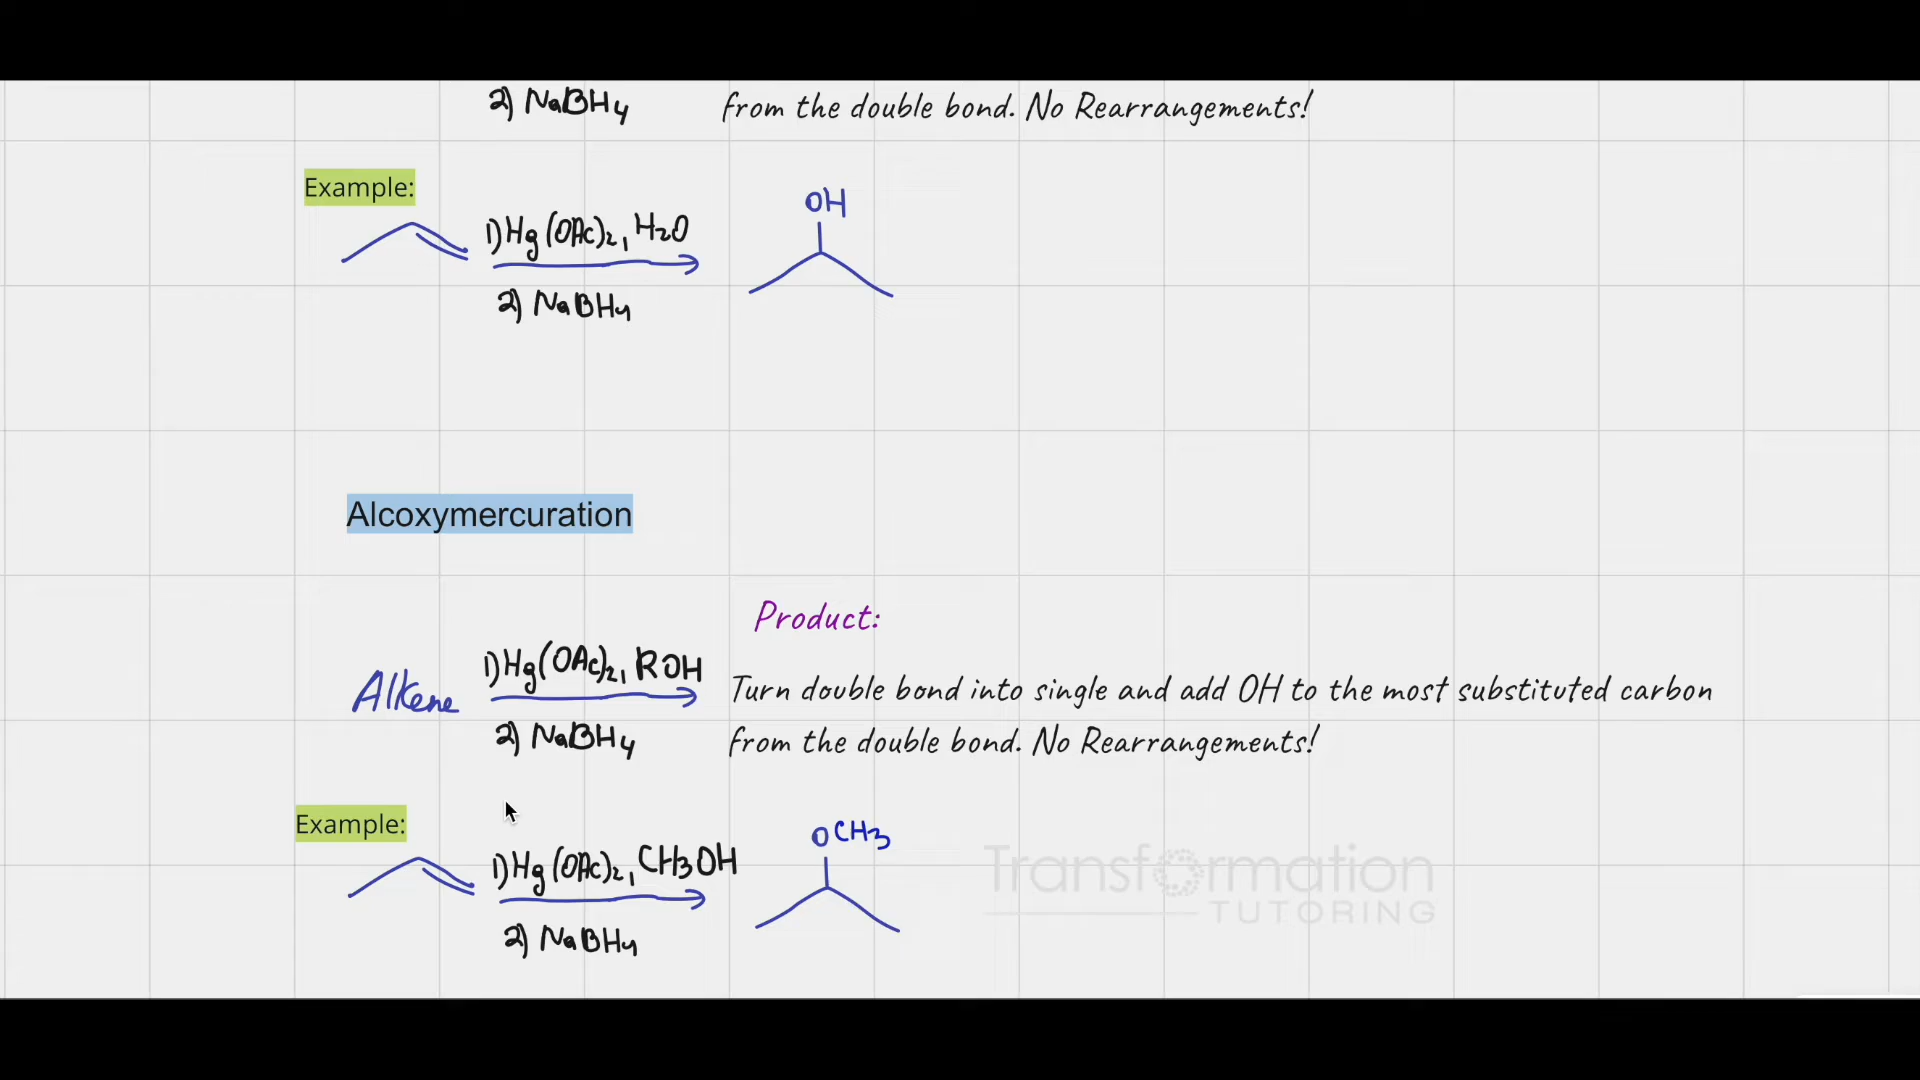 2) NaBH4 from the double bond. No Rearrangements!
Example:
1) Hg(OAc)2, H2O
2) NaBH4
OH
Alcoxymercuration
Product:
Alkene
1) Hg(OAc)2, ROH
2) NaBH4
Turn double bond into single and add OH to the most substituted carbon
from the double bond. No Rearrangements!
Example:
1) Hg(OAc)2, CH3OH
2) NaBH4
OCH3
Transformation
TUTORING